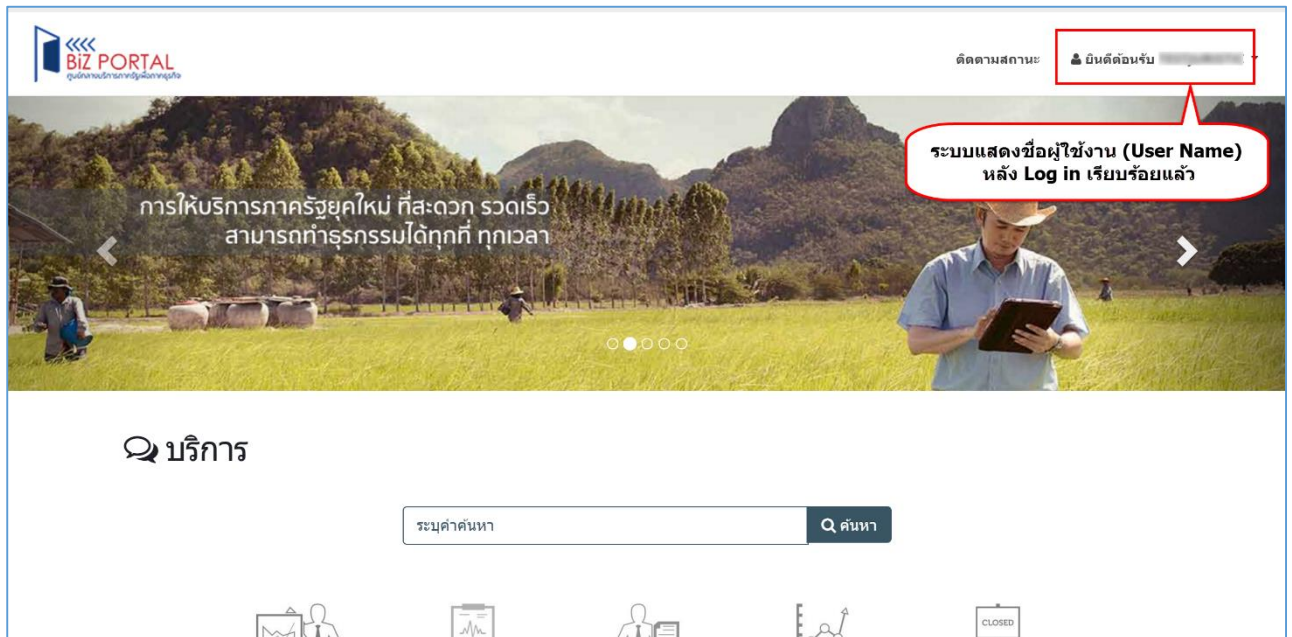 BiZ PORTAL
ศูนย์กลางบริการภาครัฐเพื่อภาคธุรกิจ
ติดตามสถานะ
ยินดีต้อนรับ
ระบบแสดงชื่อผู้ใช้งาน (User Name)
หลัง Log in เรียบร้อยแล้ว
การให้บริการภาครัฐยุคใหม่ ที่สะดวก รวดเร็ว
สามารถทำธุรกรรมได้ทุกที่ ทุกเวลา
บริการ
ระบุคำค้นหา
ค้นหา
CLOSED